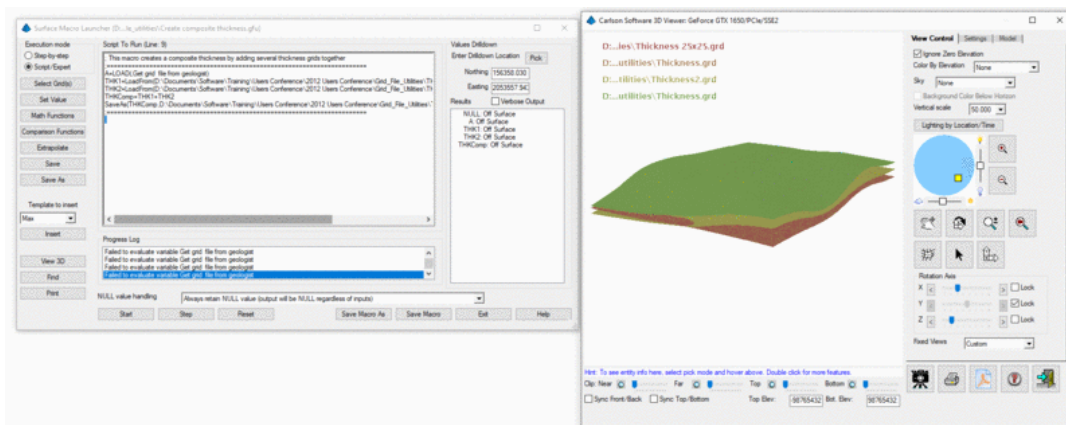 Surface Macro Launcher (D:...le_utilities\Create composite thickness.gfu)
Execution mode
Step-by-step
Script/Expert
Select Grid(s)
Set Value
Math Functions
Comparison Functions
Extrapolate
Save
Save As
Template to insert
Max
Insert
View 3D
Find
Print
Script To Run (Line: 9)
This macro creates a composite thickness by adding several thickness grids together
A=LOAD(Get grid file from geologist)
THK1=LoadFrom(D:\Documents\Software\Training\Users Conference\2012 Users Conference\Grid_File_Utilities\TH
THK2=LoadFrom(D:\Documents\Software\Training\Users Conference\2012 Users Conference\Grid_File_Utilities\TH
THKComp=THK1+THK2
SaveAs(THKComp,D:\Documents\Software\Training\Users Conference\2012 Users Conference\Grid_File_Utilities\
Progress Log
Failed to evaluate variable Get grid file from geologist
Failed to evaluate variable Get grid file from geologist
Failed to evaluate variable Get grid file from geologist
Failed to evaluate variable Get grid file from geologist
NULL value handling
Always retain NULL value (output will be NULL regardless of inputs)
Start Step Reset Save Macro As Save Macro Exit Help
Values Drilldown
Enter Drilldown Location Pick
Northing 156358.030
Easting 2053557.94
Results Verbose Output
NULL: Off Surface
A: Off Surface
THK1: Off Surface
THK2: Off Surface
THKComp: Off Surface
Carlson Software 3D Viewer: GeForce GTX 1650/PCIe/SSE2
D:...ies\Thickness 25x25.grd
D:...utilities\Thickness.grd
D:...tilities\Thickness2.grd
D:...utilities\Thickness.grd
View Control Settings Model
Ignore Zero Elevation
Color By Elevation None
Sky: None
Background Color Below Horizon
Vertical scale 50.000
Lighting by Location/Time
Rotation Axis
X Lock
Y Lock
Z Lock
Fixed Views Custom
Hint: To see entity info here, select pick mode and hover above. Double click for more features.
Clip: Near Far Top Bottom
Sync Front/Back Sync Top/Bottom Top Elev: -98765432 Bot. Elev: 98765432